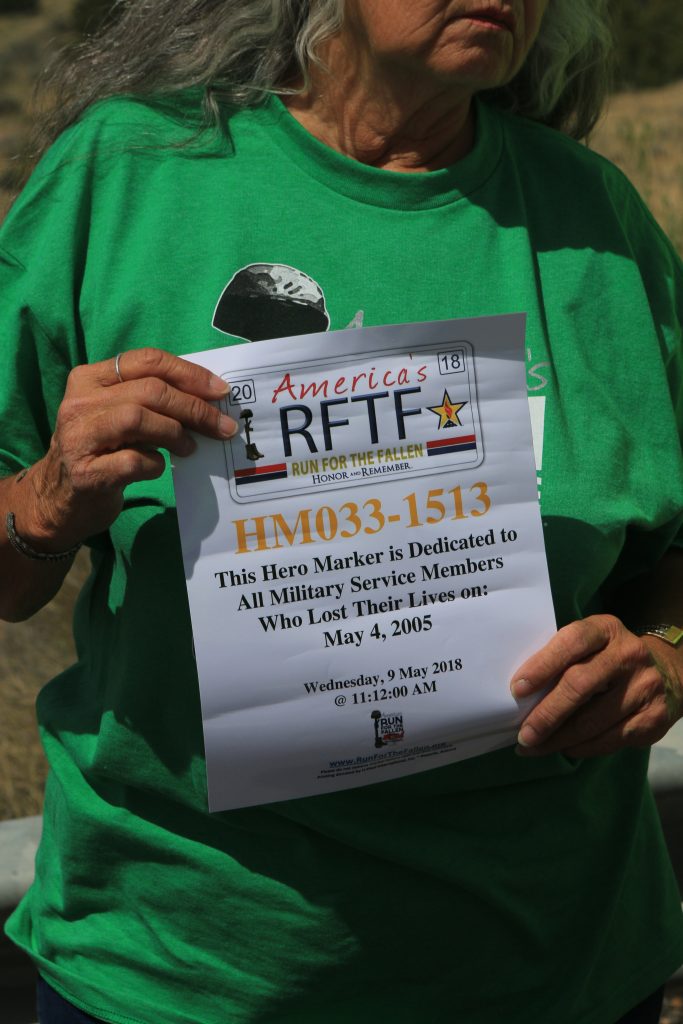 20 America's 18
RFTF
RUN FOR THE FALLEN
HONOR AND REMEMBER
HM033-1513
This Hero Marker is Dedicated to
All Military Service Members
Who Lost Their Lives on:
May 4, 2005
Wednesday, 9 May 2018
@ 11:12:00 AM
RUN
FOR THE
FALLEN
www.RunForTheFallen
's